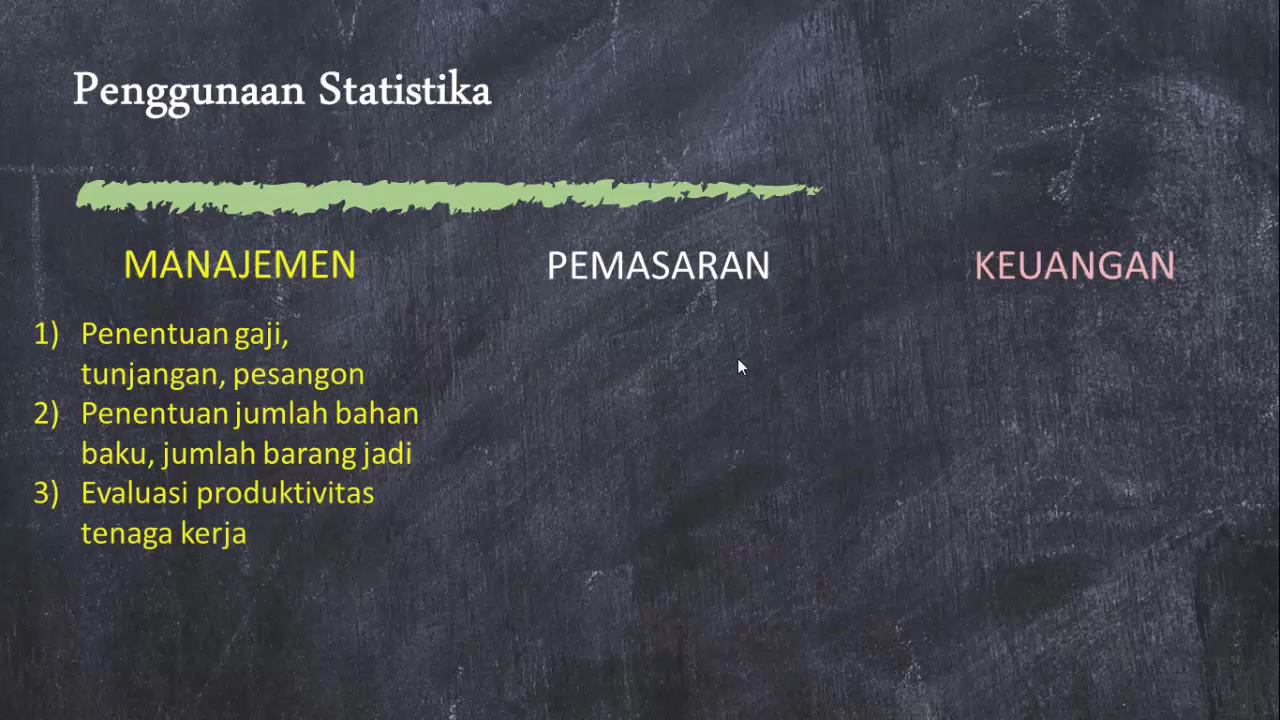 Penggunaan Statistika
MANAJEMEN
1) Penentuan gaji,
tunjangan, pesangon
2) Penentuan jumlah bahan
baku, jumlah barang jadi
3) Evaluasi produktivitas
tenaga kerja
PEMASARAN
KEUANGAN